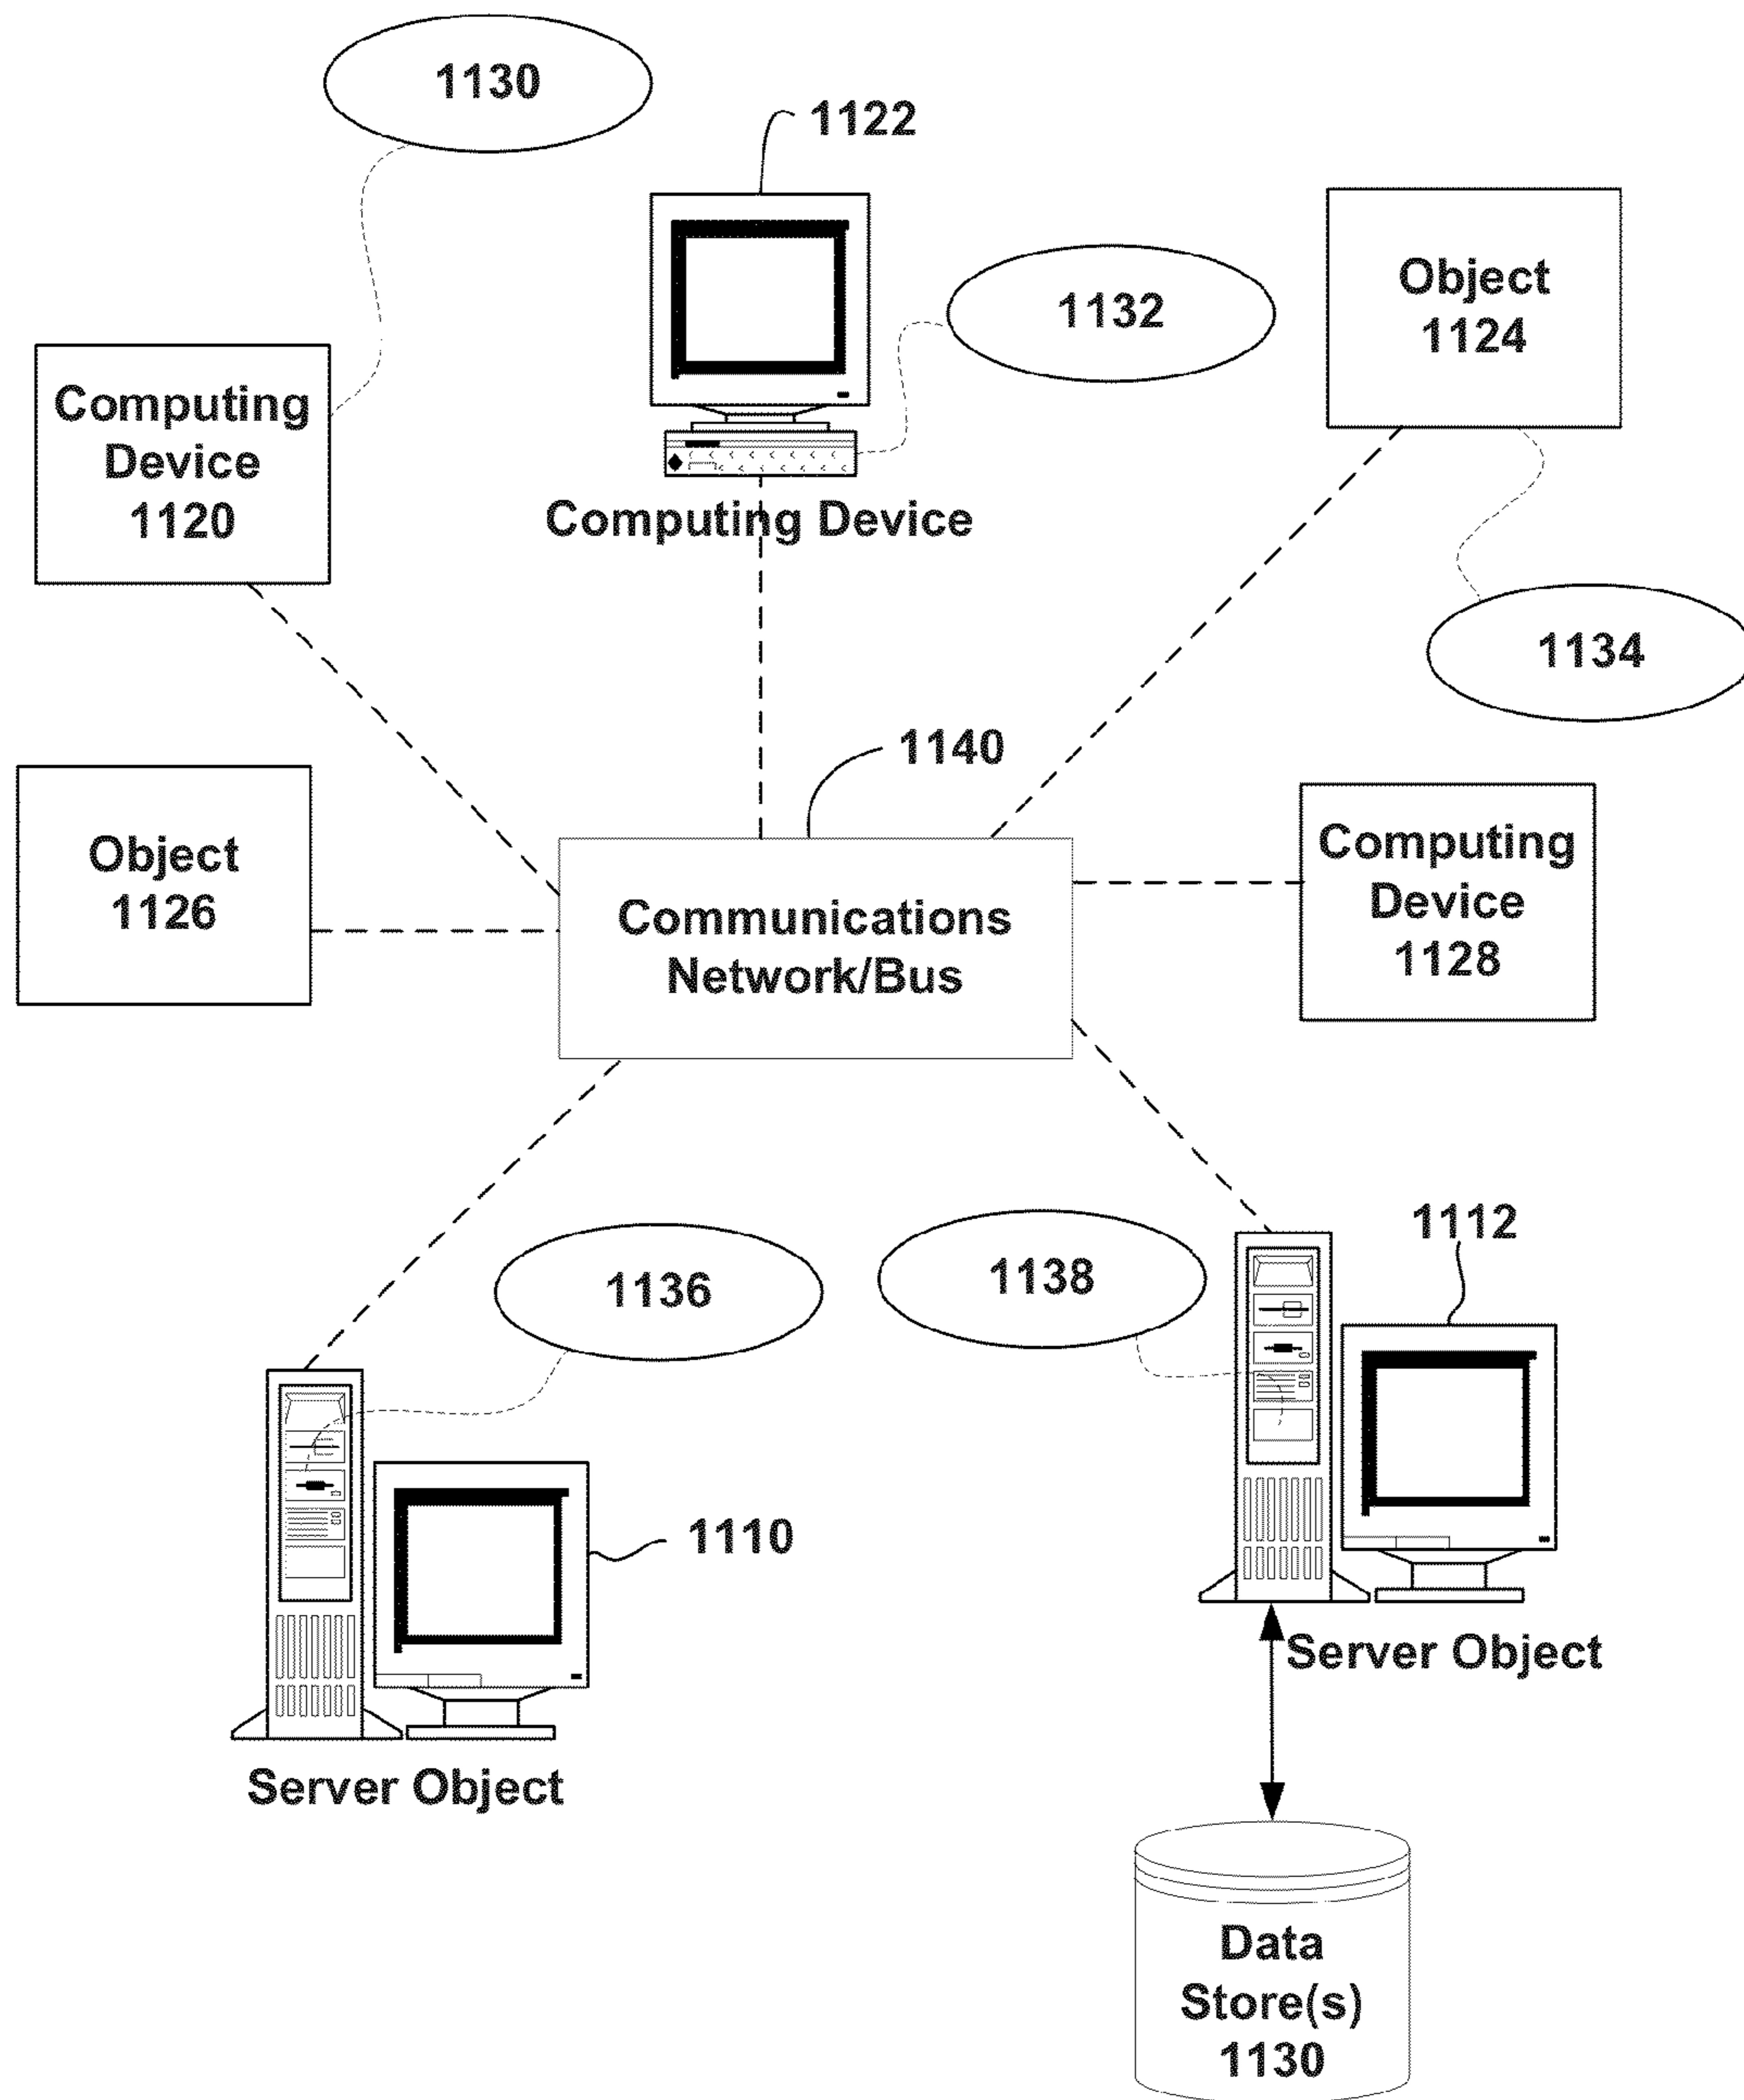 1130
1122
1132
Object
1124
Computing
Device
1120
Computing Device
1134
1140
Object
1126
Communications
Network/Bus
Computing
Device
1128
1136
1138
1112
1110
Server Object
Server Object
Data
Store(s)
1130